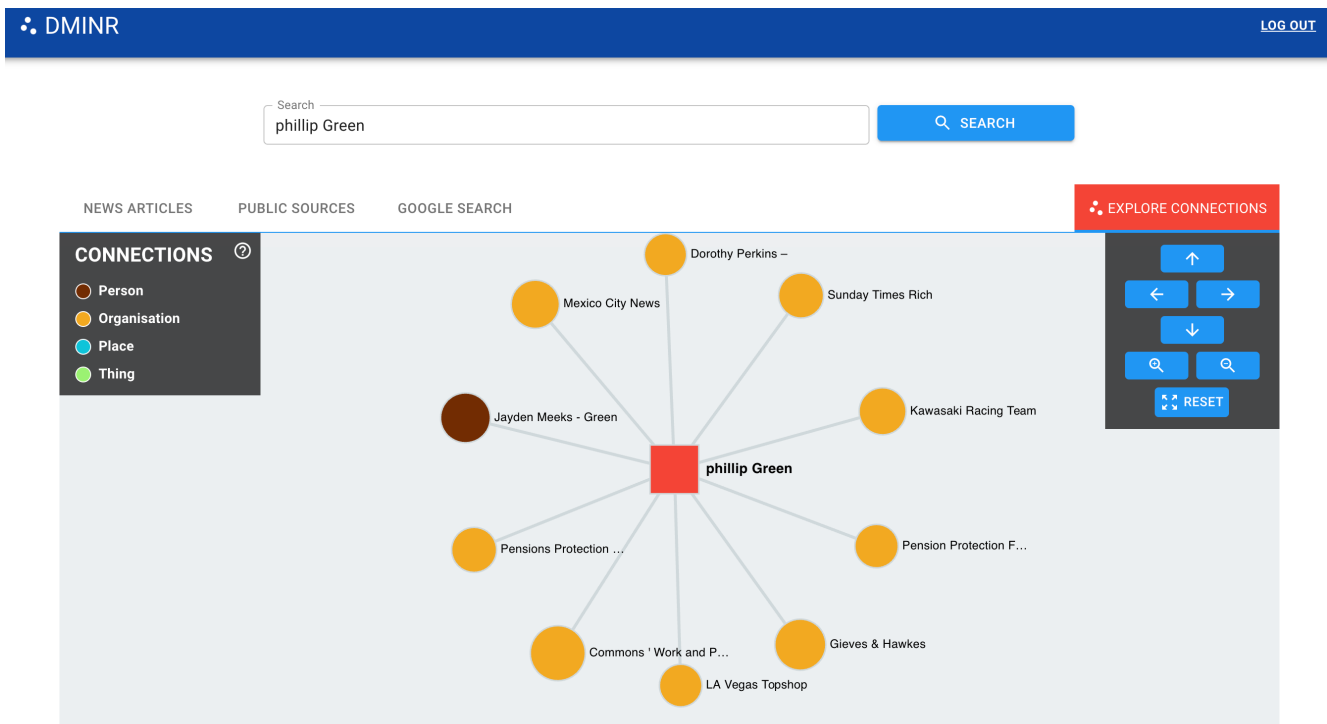 DMINR
LOG OUT
Search
phillip Green
SEARCH
NEWS ARTICLES
PUBLIC SOURCES
GOOGLE SEARCH
EXPLORE CONNECTIONS
CONNECTIONS ?
Person
Organisation
Place
Thing
Dorothy Perkins –
Sunday Times Rich
Mexico City News
Kawasaki Racing Team
Jayden Meeks - Green
phillip Green
Pension Protection F…
Pensions Protection …
Gieves & Hawkes
Commons ' Work and P…
LA Vegas Topshop
RESET